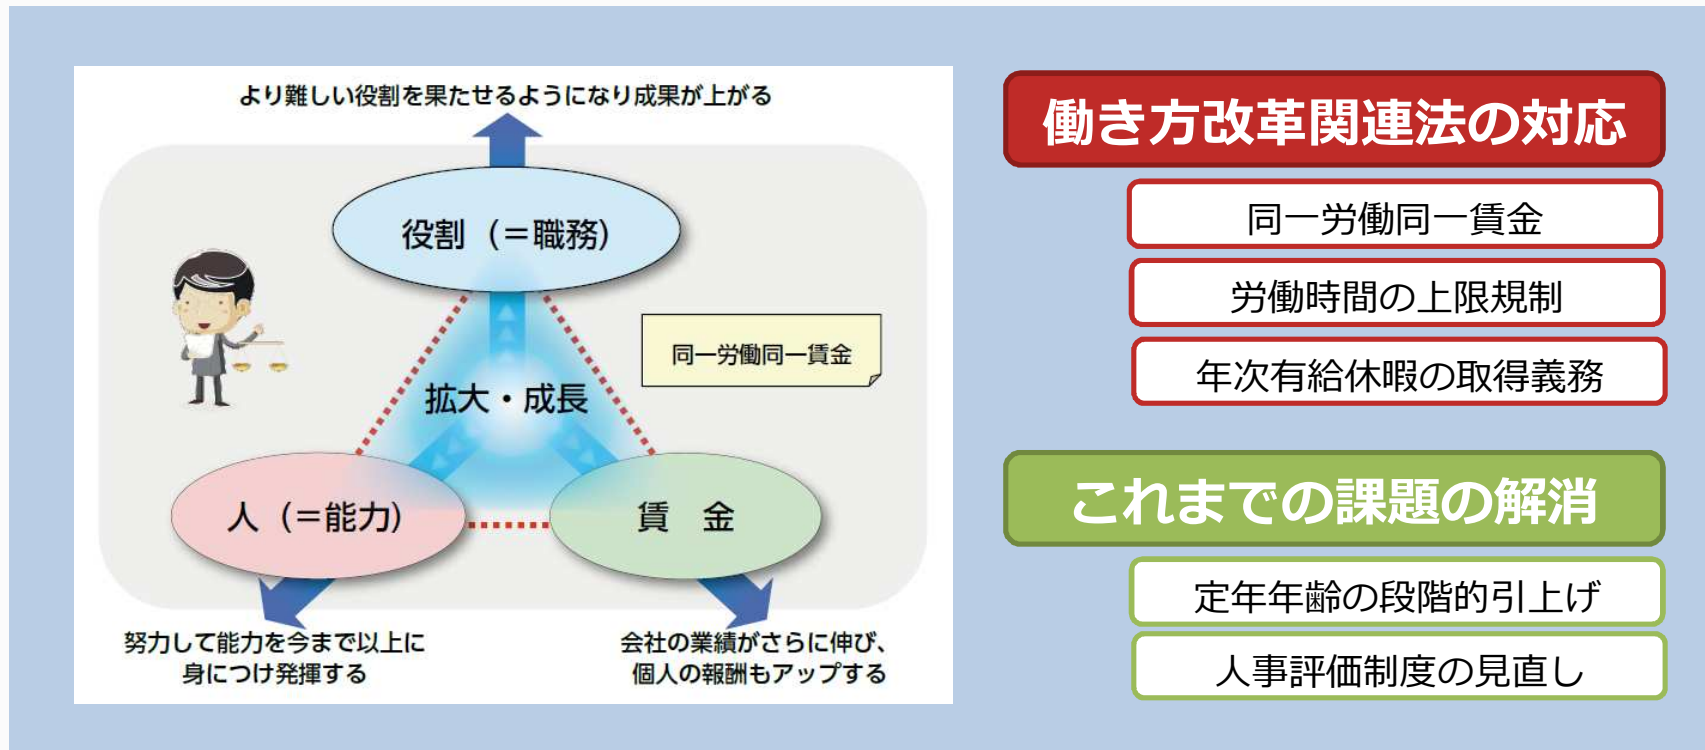 より難しい役割を果たせるようになり成果が上がる
役割（＝職務）
同一労働同一賃金
拡大・成長
人（＝能力）
賃　金
努力して能力を今まで以上に
身につけ発揮する
会社の業績がさらに伸び、
個人の報酬もアップする
働き方改革関連法の対応
同一労働同一賃金
労働時間の上限規制
年次有給休暇の取得義務
これまでの課題の解消
定年年齢の段階的引上げ
人事評価制度の見直し